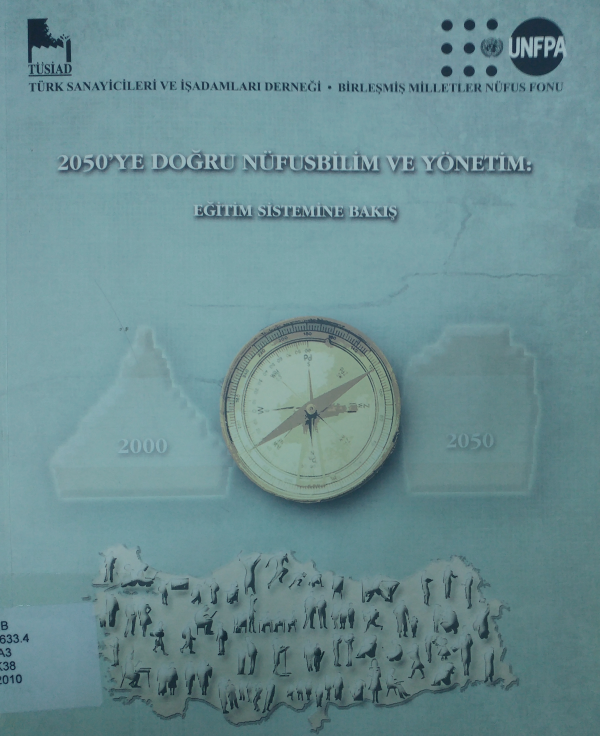 TÜSİAD
UNFPA
TÜRK SANAYİCİLERİ VE İŞADAMLARI DERNEĞİ • BİRLEŞMİŞ MİLLETLER NÜFUS FONU
2050'YE DOĞRU NÜFUSBİLİM VE YÖNETİM:
EĞİTİM SİSTEMİNE BAKIŞ
2000
2050
W
B
633.4
A3
K38
2010